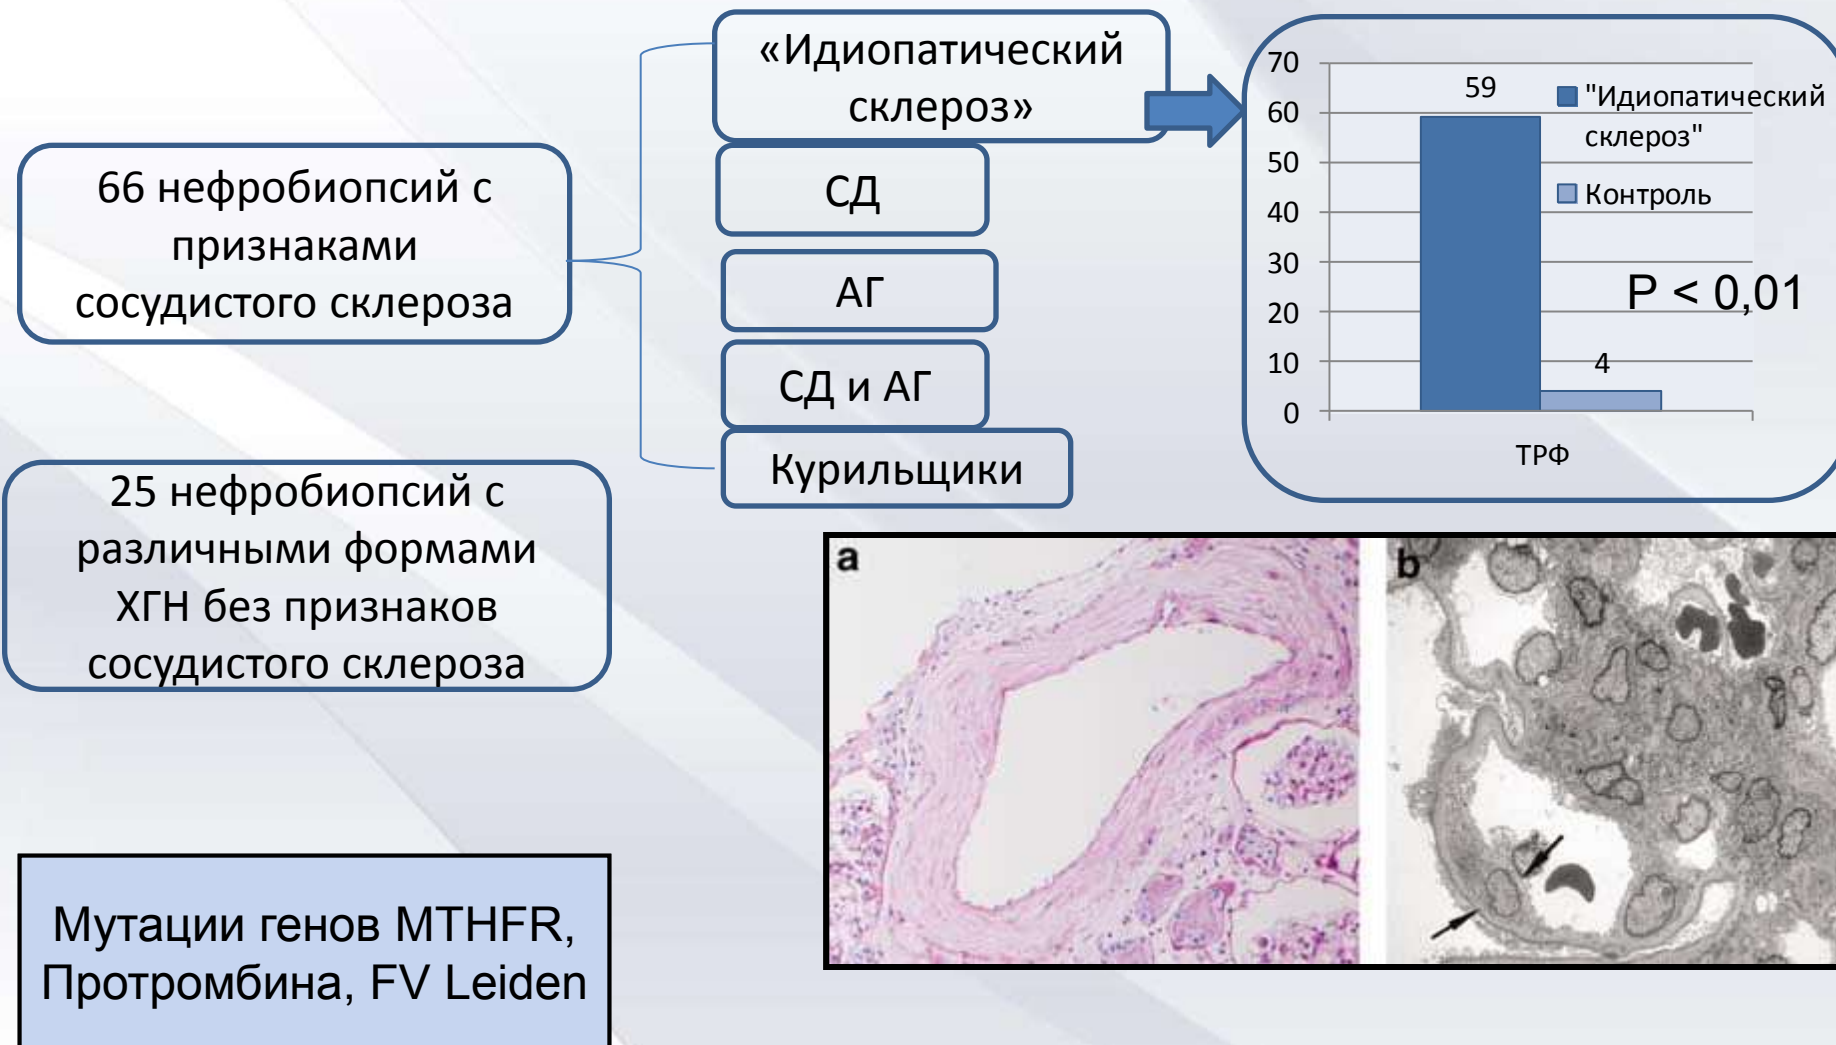 66 нефробиопсий с
признаками
сосудистого склероза
25 нефробиопсий с
различными формами
ХГН без признаков
сосудистого склероза
Мутации генов MTHFR,
Протромбина, FV Leiden
«Идиопатический
склероз»
СД
АГ
СД и АГ
Курильщики
70
60
50
40
30
20
10
0
59
4
"Идиопатический
склероз"
Контроль
P < 0,01
ТРФ
a
b